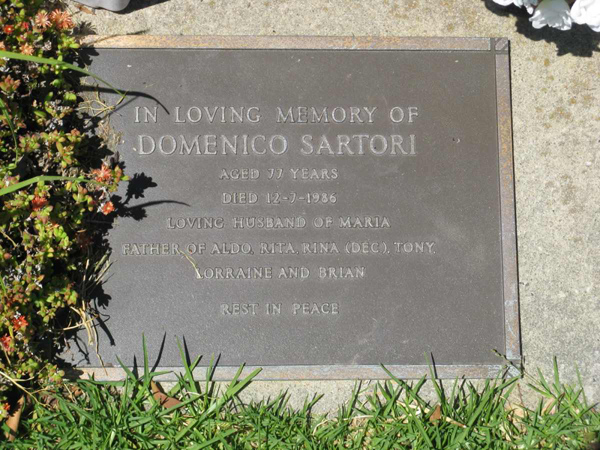 IN LOVING MEMORY OF
DOMENICO SARTORI
AGED 77 YEARS
DIED 12-7-1986
LOVING HUSBAND OF MARIA
FATHER OF ALDO, RITA, RINA (DEC), TONY,
LORRAINE AND BRIAN
REST IN PEACE